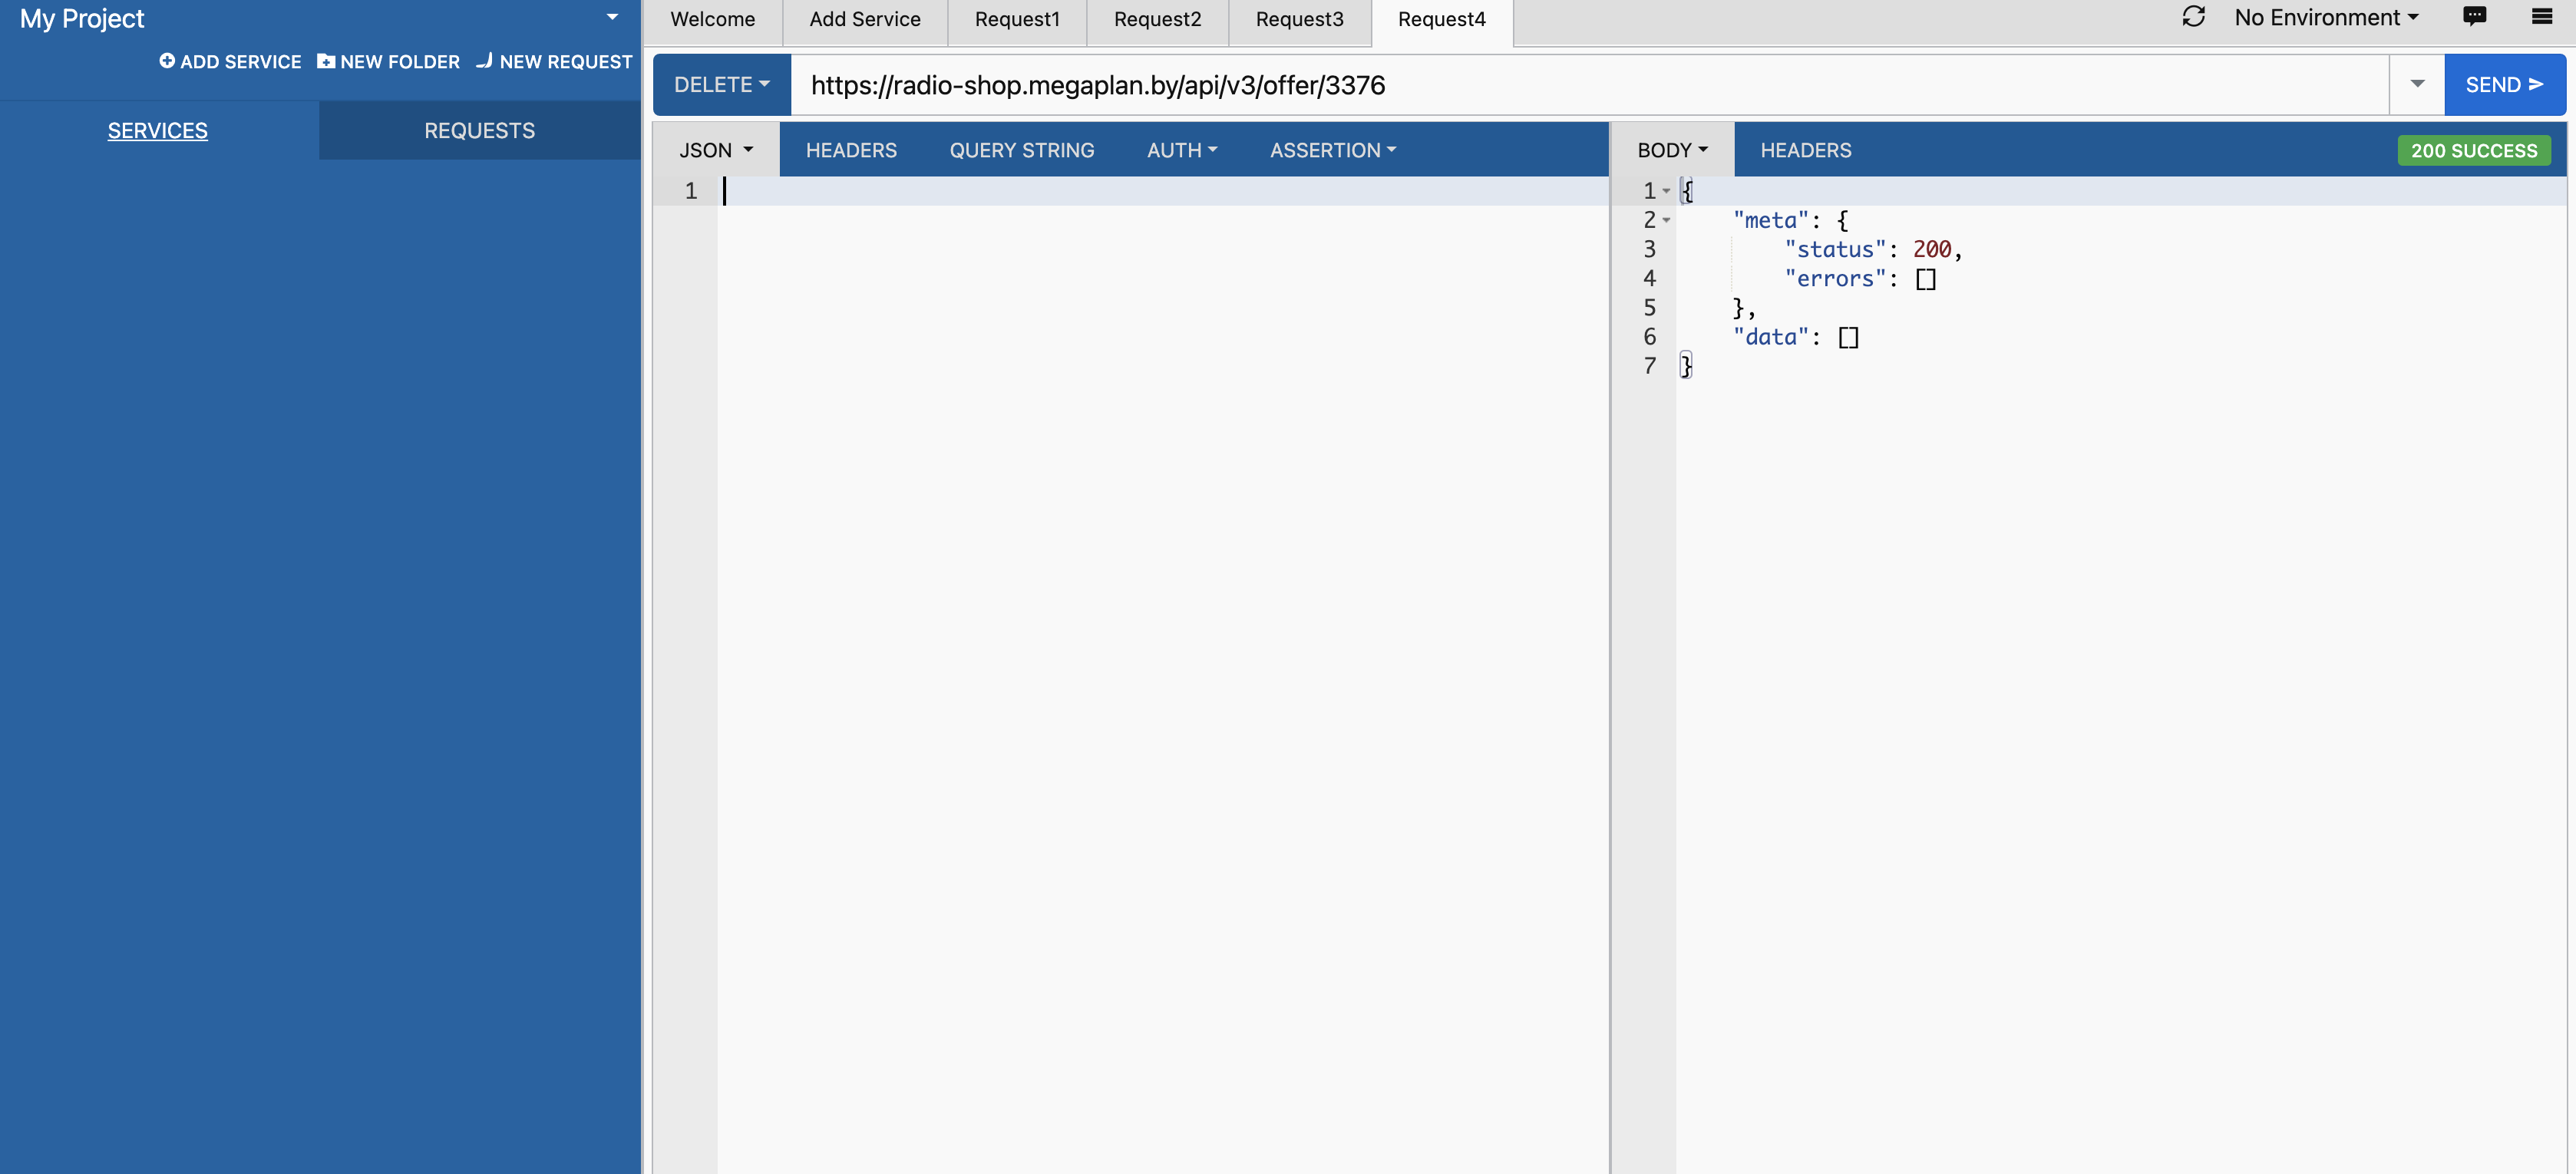 My Project
ADD SERVICE NEW FOLDER NEW REQUEST
SERVICES REQUESTS
Welcome Add Service Request1 Request2 Request3 Request4 No Environment
DELETE https://radio-shop.megaplan.by/api/v3/offer/3376 SEND
JSON HEADERS QUERY STRING AUTH ASSERTION
1
BODY HEADERS 200 SUCCESS
1 {
2 "meta": {
3 "status": 200,
4 "errors": []
5 },
6 "data": []
7 }